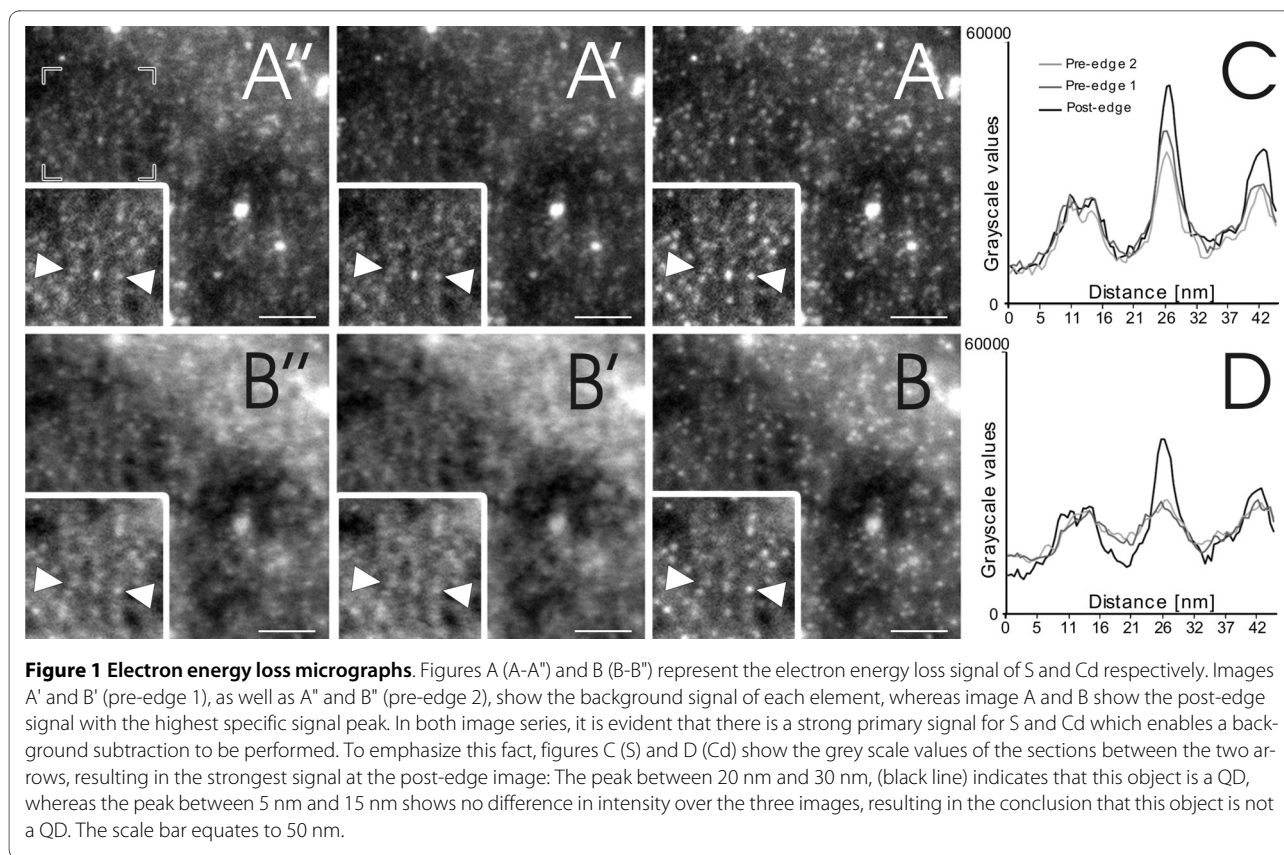 A″
A′
A
B″
B′
B
60000
C
Pre-edge 2
Pre-edge 1
Post-edge
Grayscale values
Distance [nm]
0
0 5 11 16 21 26 32 37 42
60000
D
Grayscale values
Distance [nm]
0
0 5 11 16 21 26 32 37 42
Figure 1 Electron energy loss micrographs. Figures A (A-A") and B (B-B") represent the electron energy loss signal of S and Cd respectively. Images
A' and B' (pre-edge 1), as well as A" and B" (pre-edge 2), show the background signal of each element, whereas image A and B show the post-edge
signal with the highest specific signal peak. In both image series, it is evident that there is a strong primary signal for S and Cd which enables a back-
ground subtraction to be performed. To emphasize this fact, figures C (S) and D (Cd) show the grey scale values of the sections between the two ar-
rows, resulting in the strongest signal at the post-edge image: The peak between 20 nm and 30 nm, (black line) indicates that this object is a QD,
whereas the peak between 5 nm and 15 nm shows no difference in intensity over the three images, resulting in the conclusion that this object is not
a QD. The scale bar equates to 50 nm.